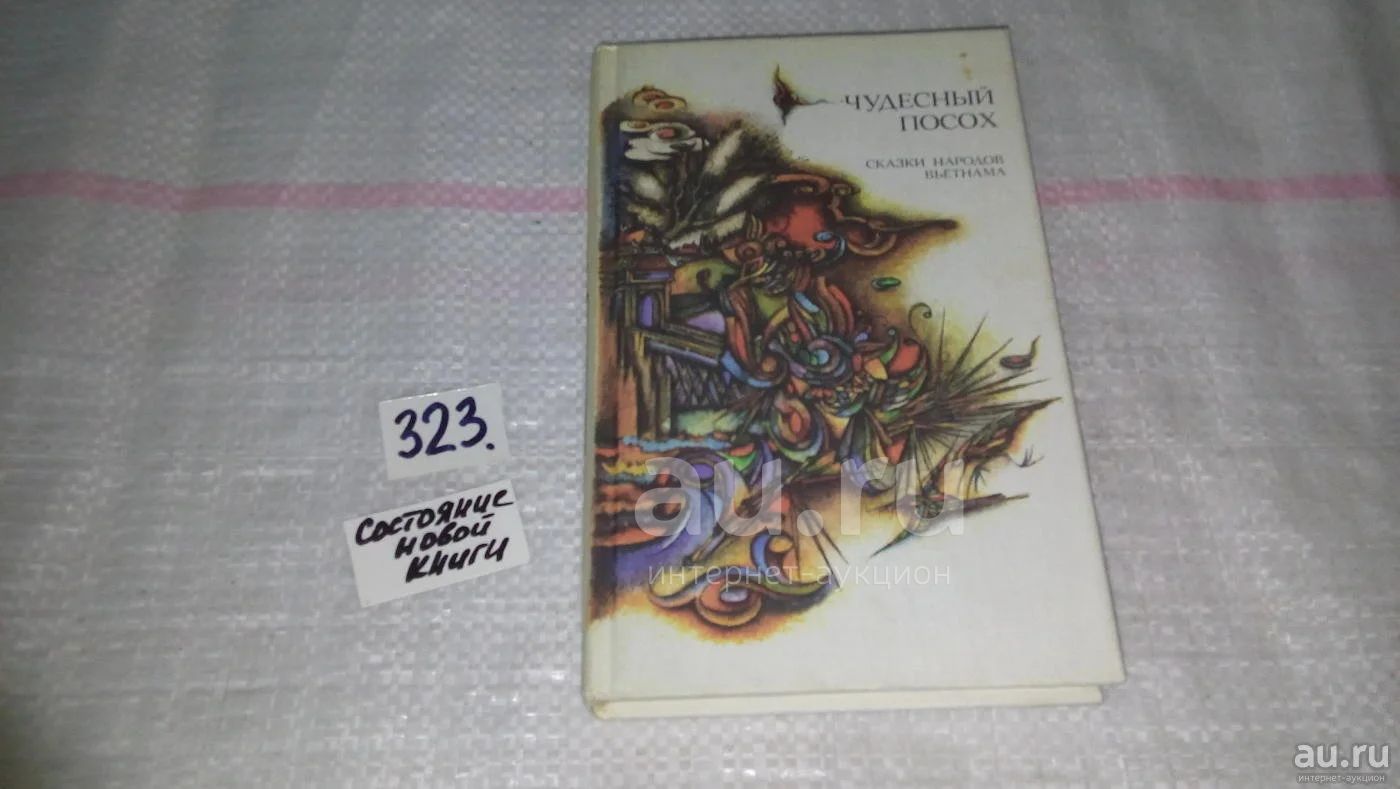 ЧУДЕСНЫЙ
ПОСОХ
СКАЗКИ НАРОДОВ
ВЬЕТНАМА
323.
Состояние
новой
книги
au.ru
интернет-аукцион
au.ru
интернет-аукцион